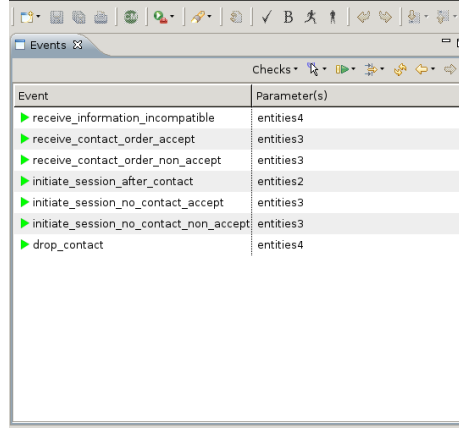 B
Events
Checks
Event Parameter(s)
receive_information_incompatible entities4
receive_contact_order_accept entities3
receive_contact_order_non_accept entities3
initiate_session_after_contact entities2
initiate_session_no_contact_accept entities3
initiate_session_no_contact_non_accept entities3
drop_contact entities4